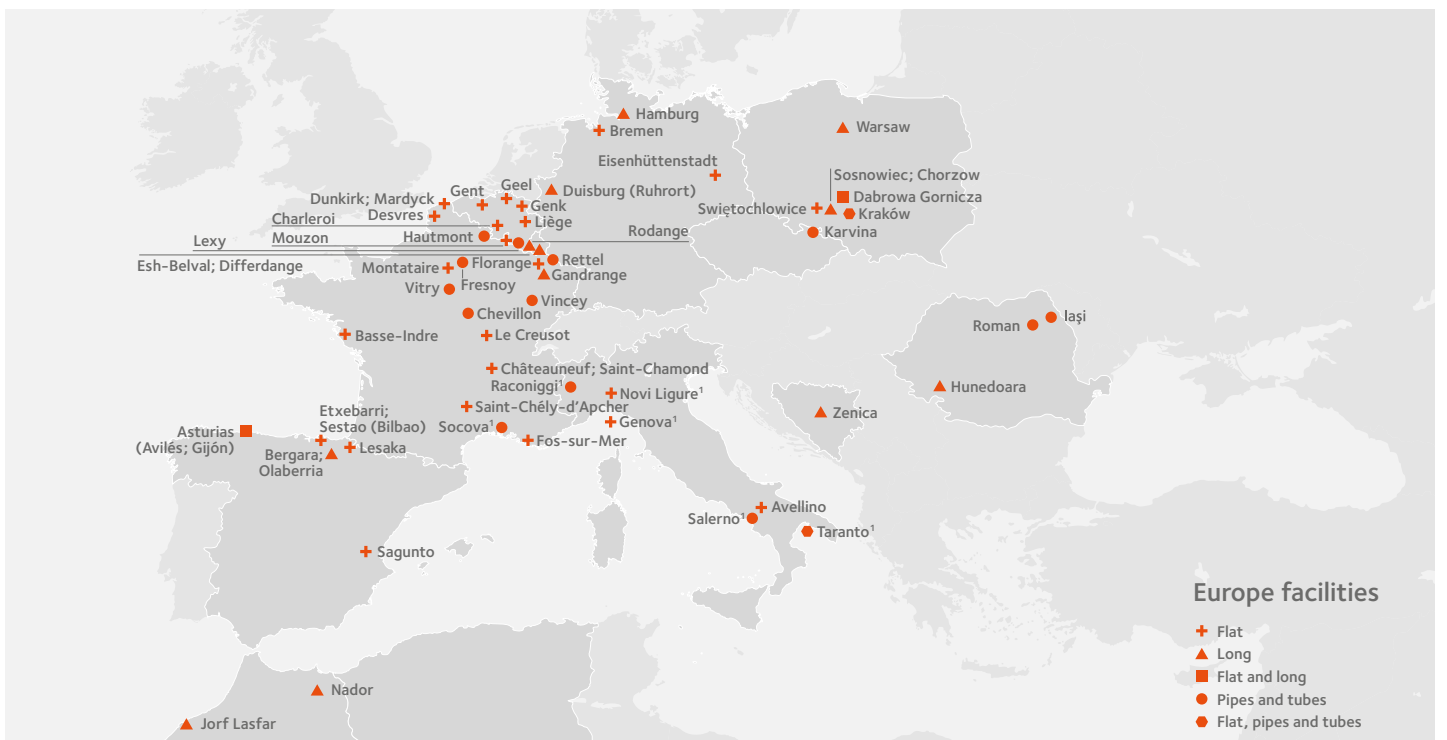 Hamburg
Bremen
Warsaw
Eisenhüttenstadt
Sosnowiec; Chorzow
Duisburg (Ruhrort)
Geel
Gent
Dunkirk; Mardyck
Dabrowa Gornicza
Genk
Swiętochlowice
Kraków
Desvres
Charleroi
Liège
Rodange
Karvina
Hautmont
Mouzon
Lexy
Esh-Belval; Differdange
Montataire
Florange
Rettel
Gandrange
Fresnoy
Vitry
Vincey
Chevillon
Iaşi
Roman
Basse-Indre
Le Creusot
Châteauneuf; Saint-Chamond
Raconiggi¹
Hunedoara
Novi Ligure¹
Saint-Chély-d'Apcher
Zenica
Etxebarri;
Sestao (Bilbao)
Socova¹
Genova¹
Asturias
(Avilés; Gijón)
Fos-sur-Mer
Lesaka
Bergara;
Olaberria
Avellino
Salerno¹
Taranto¹
Sagunto
Europe facilities
Flat
Long
Flat and long
Pipes and tubes
Flat, pipes and tubes
Nador
Jorf Lasfar